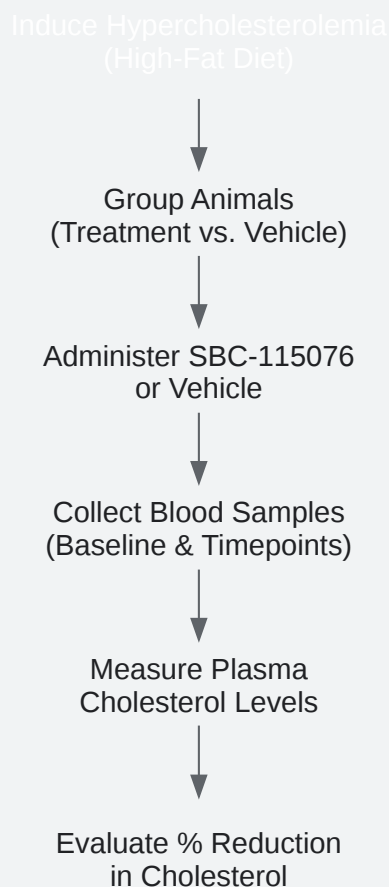 Induce Hypercholesterolemia
(High-Fat Diet)
Group Animals
(Treatment vs. Vehicle)
Administer SBC-115076
or Vehicle
Collect Blood Samples
(Baseline & Timepoints)
Measure Plasma
Cholesterol Levels
Evaluate % Reduction
in Cholesterol